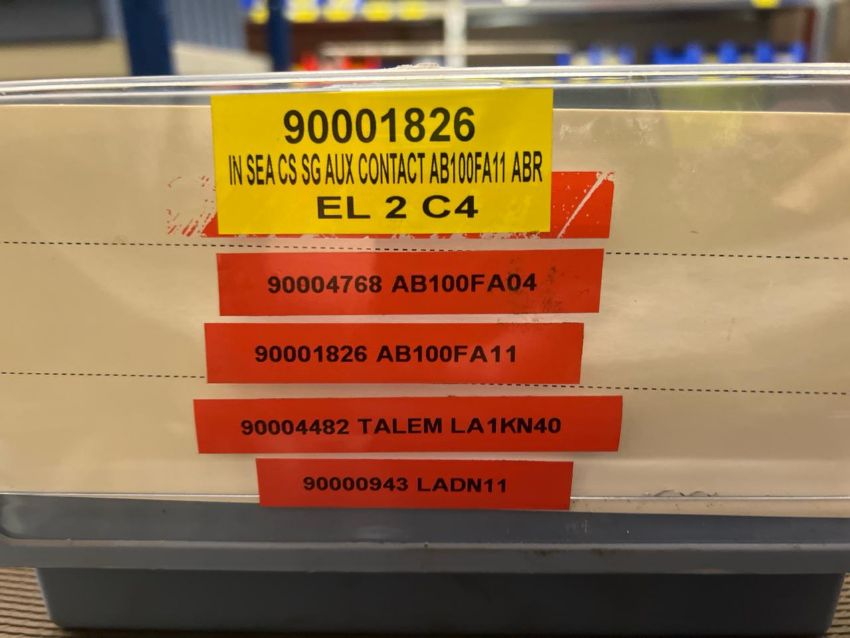 90001826
IN SEA CS SG AUX CONTACT AB100FA11 ABR
EL 2 C4
90004768 AB100FA04
90001826 AB100FA11
90004482 TALEM LA1KN40
90000943 LADN11